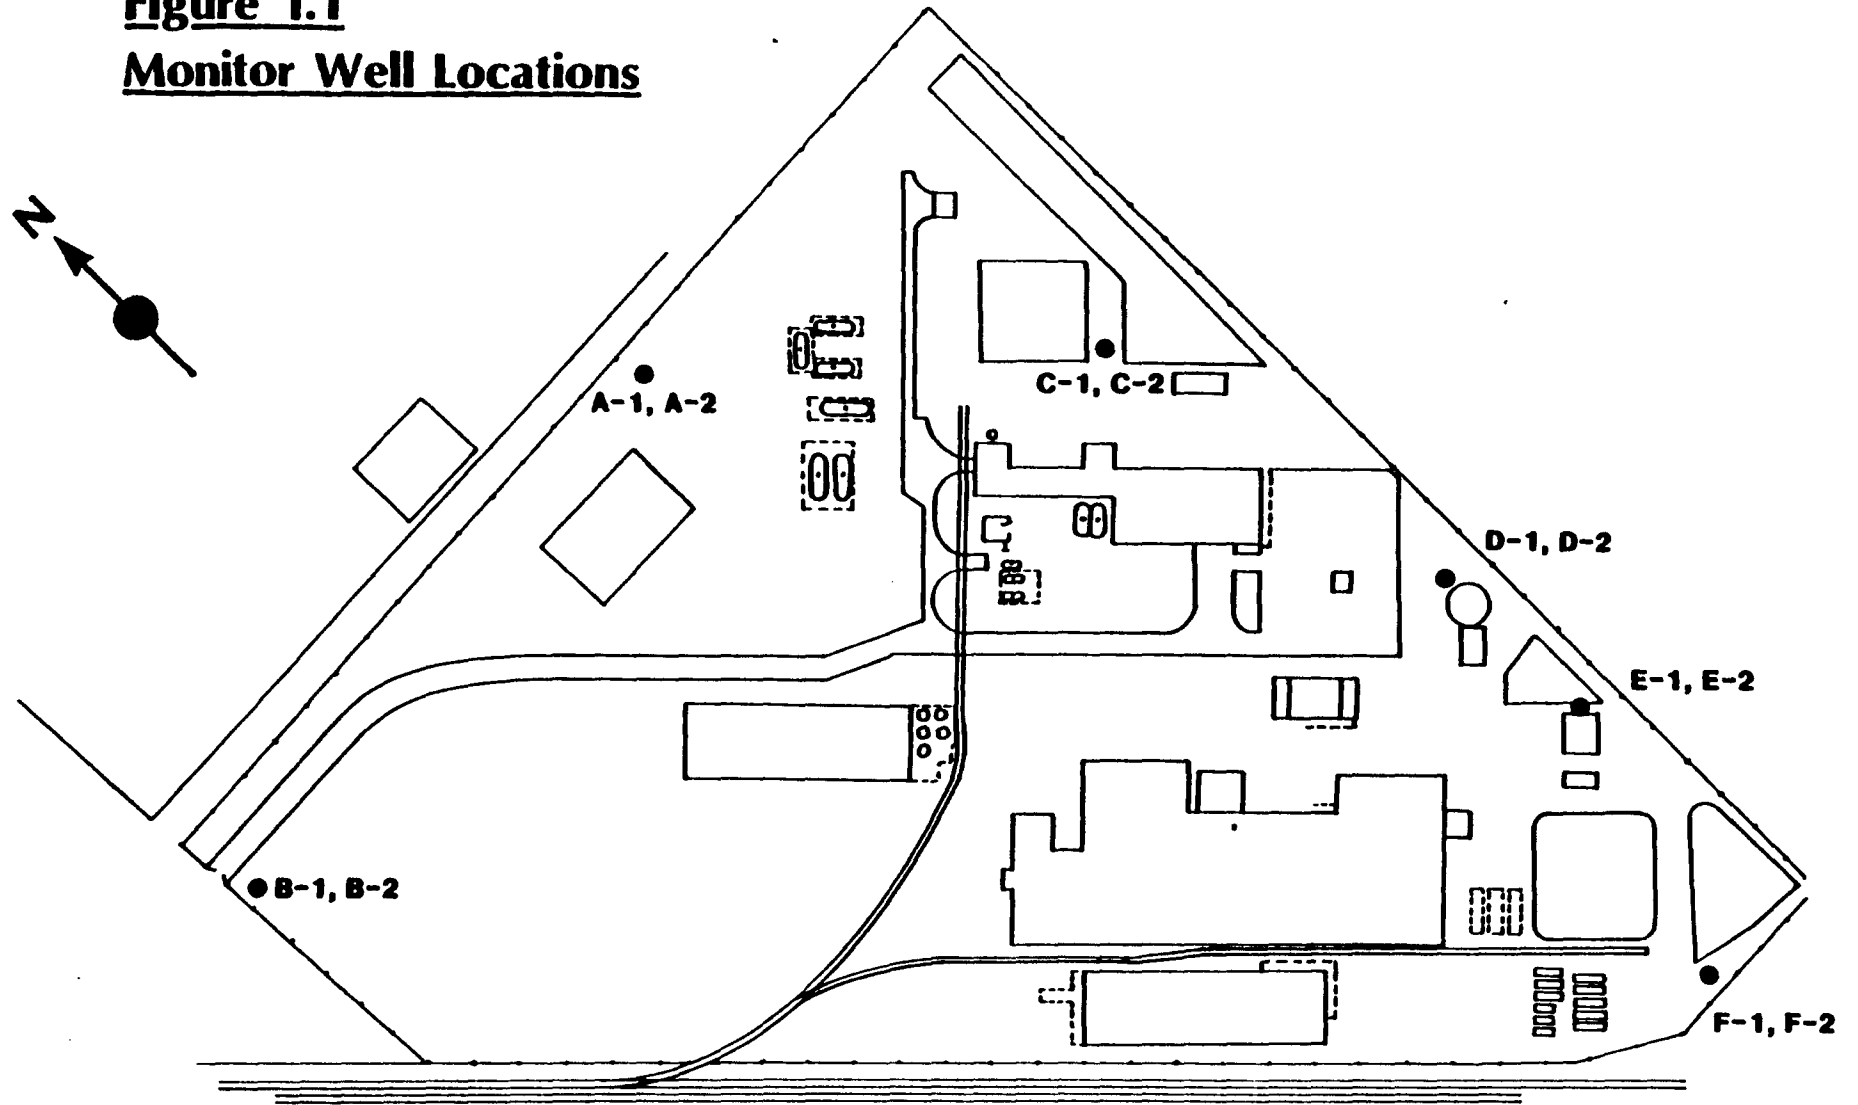 Figure 1.1
Monitor Well Locations
N
A-1, A-2
C-1, C-2
D-1, D-2
E-1, E-2
B-1, B-2
F-1, F-2